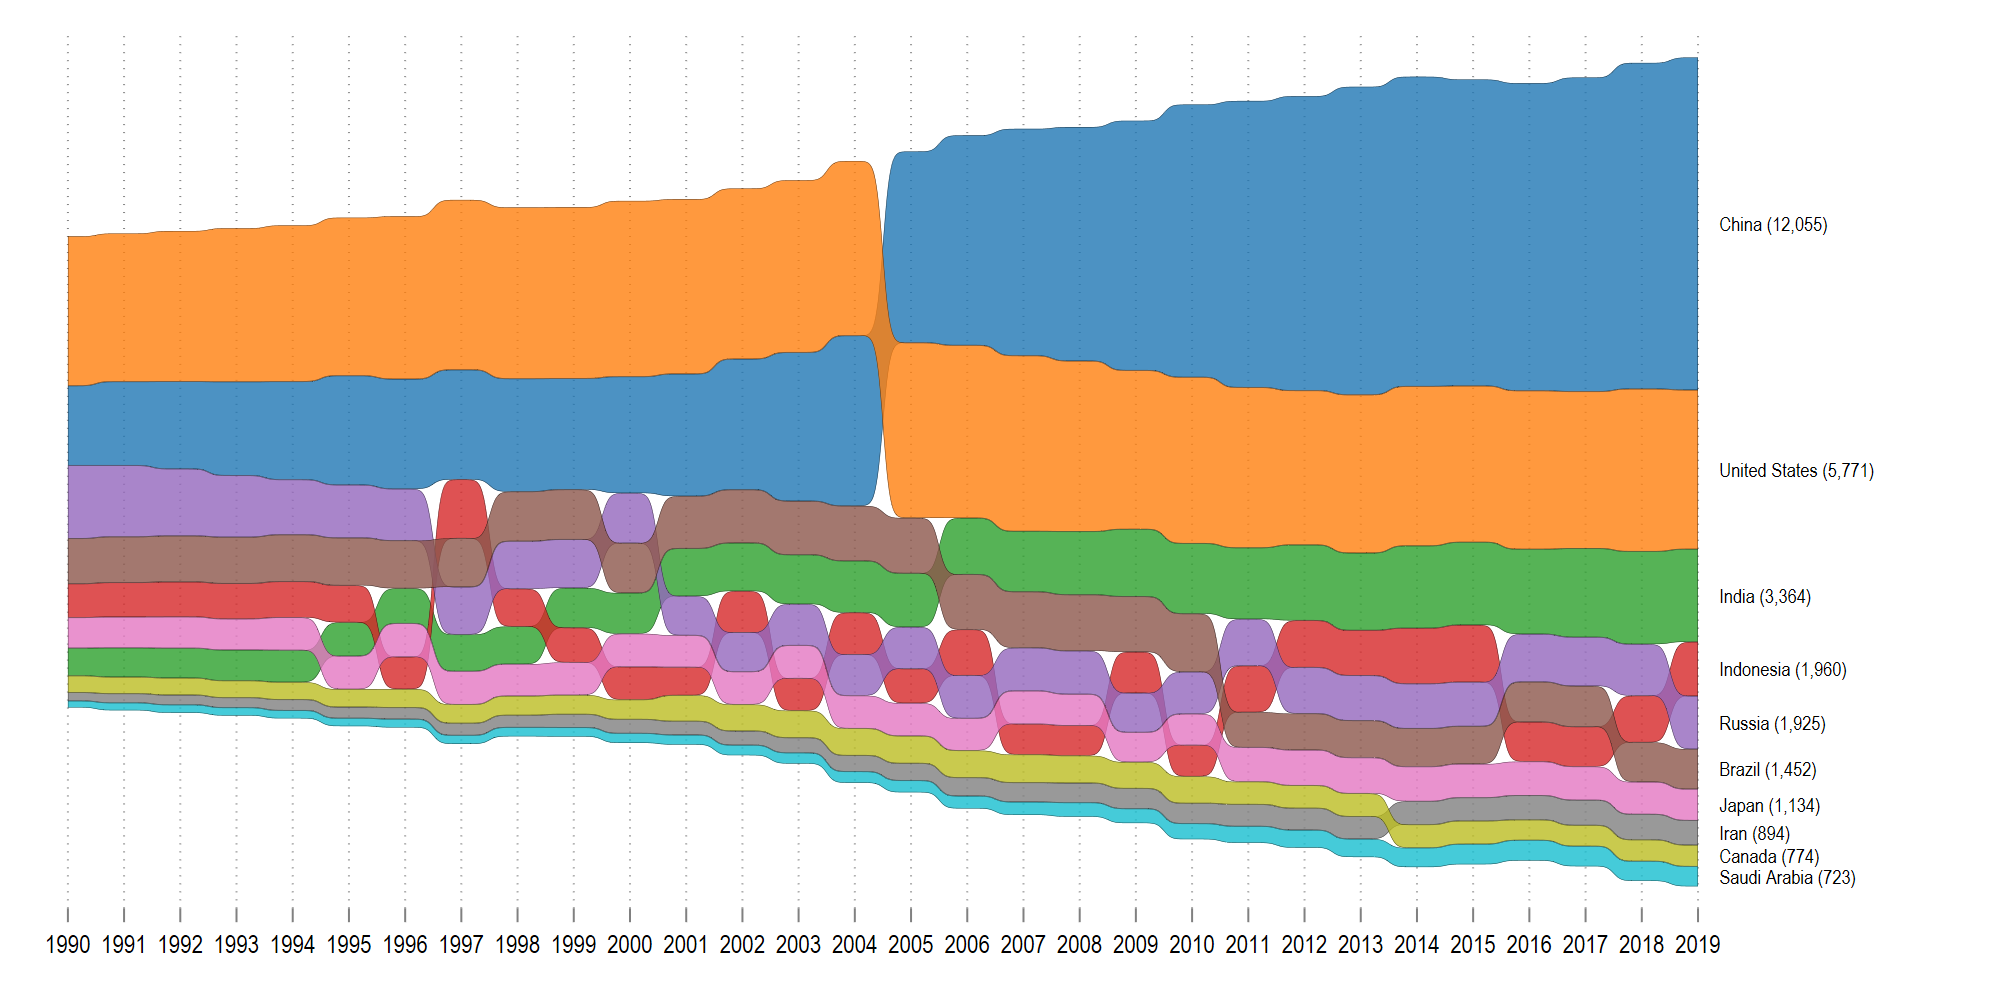 China (12,055)
United States (5,771)
India (3,364)
Indonesia (1,960)
Russia (1,925)
Brazil (1,452)
Japan (1,134)
Iran (894)
Canada (774)
Saudi Arabia (723)
1990 1991 1992 1993 1994 1995 1996 1997 1998 1999 2000 2001 2002 2003 2004 2005 2006 2007 2008 2009 2010 2011 2012 2013 2014 2015 2016 2017 2018 2019